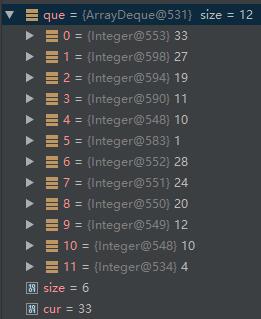 que = {ArrayDeque@531} size = 12
0 = {Integer@553} 33
1 = {Integer@598} 27
2 = {Integer@594} 19
3 = {Integer@590} 11
4 = {Integer@548} 10
5 = {Integer@583} 1
6 = {Integer@552} 28
7 = {Integer@551} 24
8 = {Integer@550} 20
9 = {Integer@549} 12
10 = {Integer@548} 10
11 = {Integer@534} 4
size = 6
cur = 33